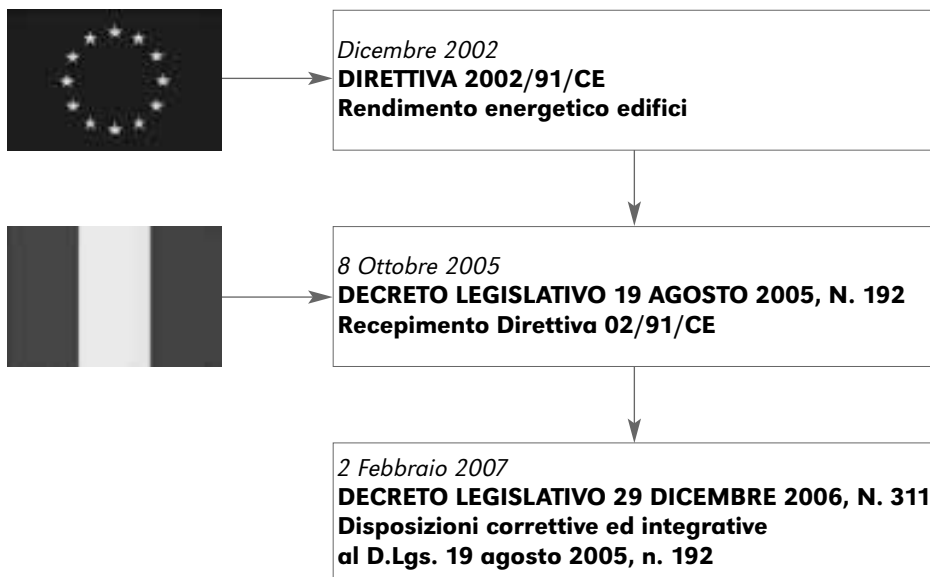 Dicembre 2002
DIRETTIVA 2002/91/CE
Rendimento energetico edifici
8 Ottobre 2005
DECRETO LEGISLATIVO 19 AGOSTO 2005, N. 192
Recepimento Direttiva 02/91/CE
2 Febbraio 2007
DECRETO LEGISLATIVO 29 DICEMBRE 2006, N. 311
Disposizioni correttive ed integrative
al D.Lgs. 19 agosto 2005, n. 192